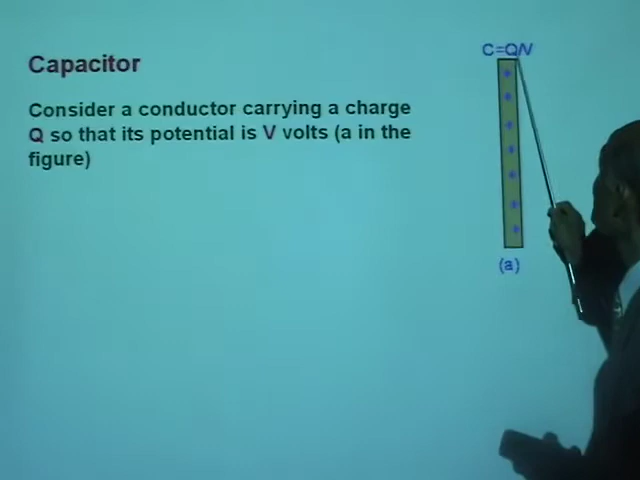 C=Q/V
Capacitor
Consider a conductor carrying a charge
Q so that its potential is V volts (a in the
figure)
+
+
+
+
+
+
+
(a)